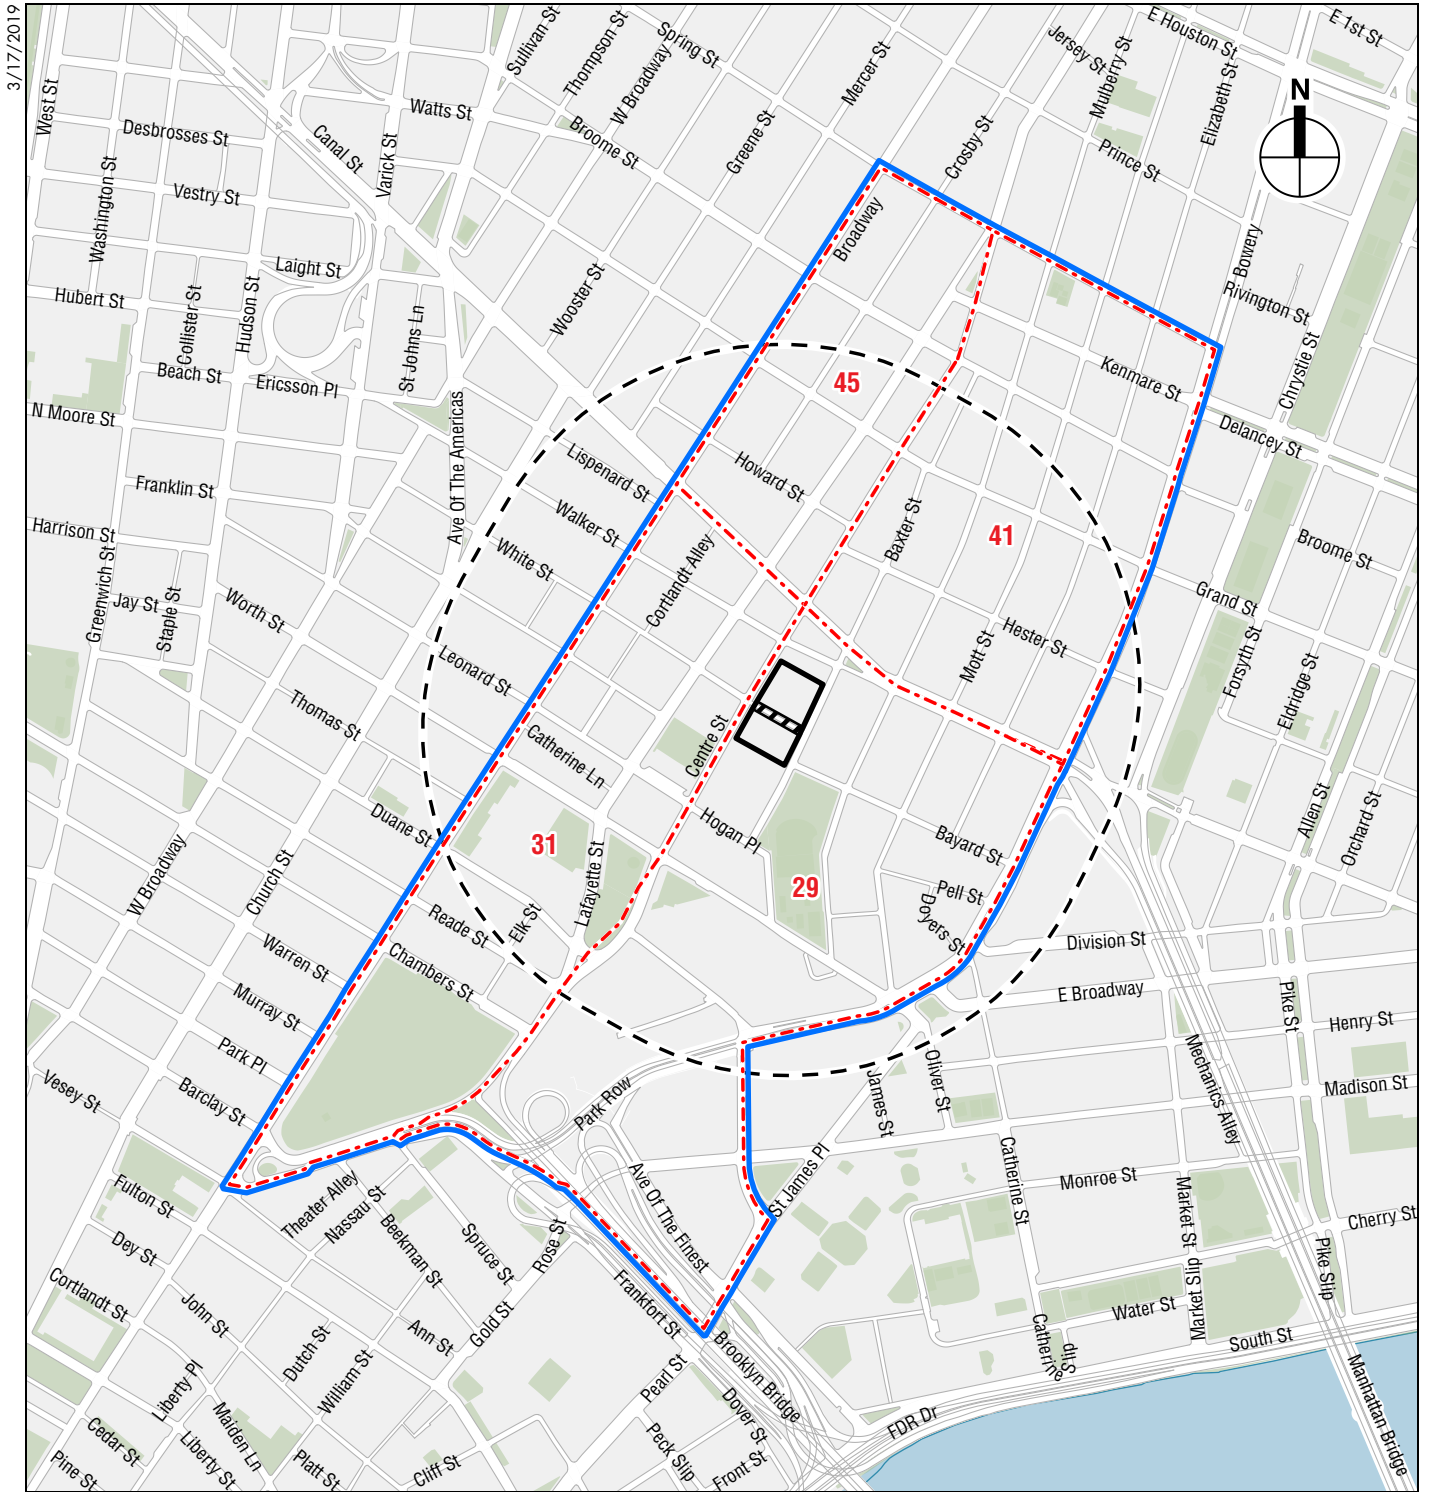 3/17/2019
West St
Desbrosses St
Washington St
Vestry St
Canal St
Varick St
Watts St
Sullivan St
Thompson St
W Broadway
Spring St
Broome St
Greene St
Mercer St
Crosby St
Jersey St
Mulberry St
E Houston St
E 1st St
Elizabeth St
Prince St
N
Bowery
Rivington St
Chrystie St
Delancey St
Kenmare St
Broadway
Wooster St
Laight St
Hubert St
Collister St
Hudson St
St Johns Ln
Beach St
Ericsson Pl
N Moore St
Ave Of The Americas
Franklin St
Harrison St
Greenwich St
Jay St
Staple St
Worth St
Lispenard St
Walker St
White St
Howard St
Cortlandt Alley
45
41
Baxter St
Mott St
Hester St
Grand St
Broome St
Forsyth St
Eldridge St
Allen St
Orchard St
Leonard St
Thomas St
Catherine Ln
Centre St
Hogan Pl
Duane St
31
Lafayette St
29
Bayard St
Pell St
Doyers St
Division St
E Broadway
Pike St
Henry St
Madison St
Mechanics Alley
Oliver St
James St
W Broadway
Church St
Reade St
Elk St
Chambers St
Warren St
Murray St
Park Pl
Barclay St
Vesey St
Park Row
St James Pl
Ave Of The Finest
Catherine St
Monroe St
Market St
Cherry St
Pike Slip
Market Slip
Water St
Catherine Slip
South St
Fulton St
Dey St
Cortlandt St
Theater Alley
Nassau St
Beekman St
Spruce St
Rose St
Frankfort St
Gold St
Ann St
John St
Dutch St
William St
Liberty Pl
Maiden Ln
Liberty St
Cedar St
Pine St
Platt St
Cliff St
Pearl St
Peck Slip
Front St
Dover St
Brooklyn Bridge
FDR Dr
Manhattan Bridge